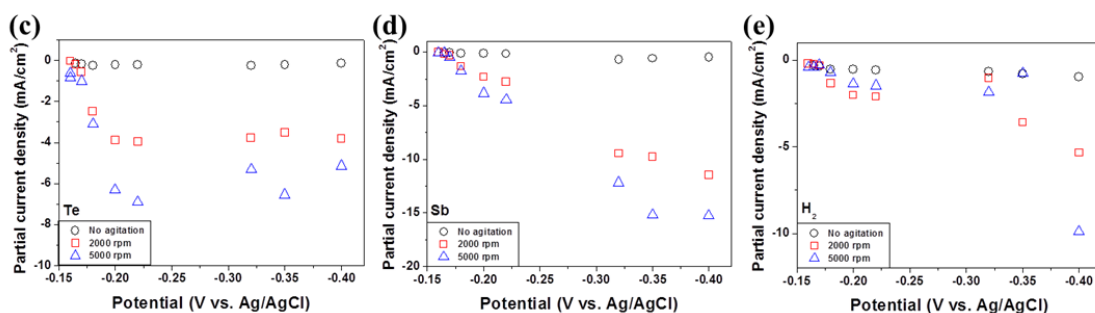 (c)
Partial current density (mA/cm²)
0
-2
-4
-6
-8
-10
Te
No agitation
2000 rpm
5000 rpm
-0.15 -0.20 -0.25 -0.30 -0.35 -0.40
Potential (V vs. Ag/AgCl)
(d)
Partial current density (mA/cm²)
0
-5
-10
-15
-20
Sb
No agitation
2000 rpm
5000 rpm
-0.15 -0.20 -0.25 -0.30 -0.35 -0.40
Potential (V vs. Ag/AgCl)
(e)
Partial current density (mA/cm²)
0
-5
-10
H₂
No agitation
2000 rpm
5000 rpm
-0.15 -0.20 -0.25 -0.30 -0.35 -0.40
Potential (V vs. Ag/AgCl)